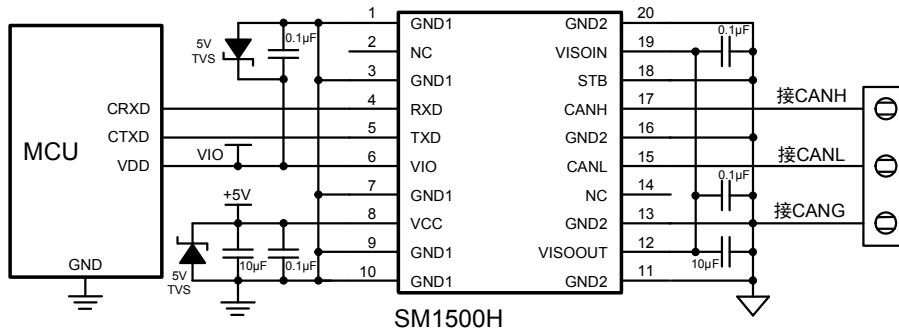 MCU
CRXD
CTXD
VDD
GND
5V
TVS
0.1μF
VIO
+5V
5V
TVS
10μF
0.1μF
1
2
3
4
5
6
7
8
9
10
GND1
NC
GND1
RXD
TXD
VIO
GND1
VCC
GND1
GND1
GND2
VISOIN
STB
CANH
GND2
CANL
NC
GND2
VISOOUT
GND2
20
19
18
17
16
15
14
13
12
11
0.1μF
0.1μF
10μF
接CANH
接CANL
接CANG
SM1500H